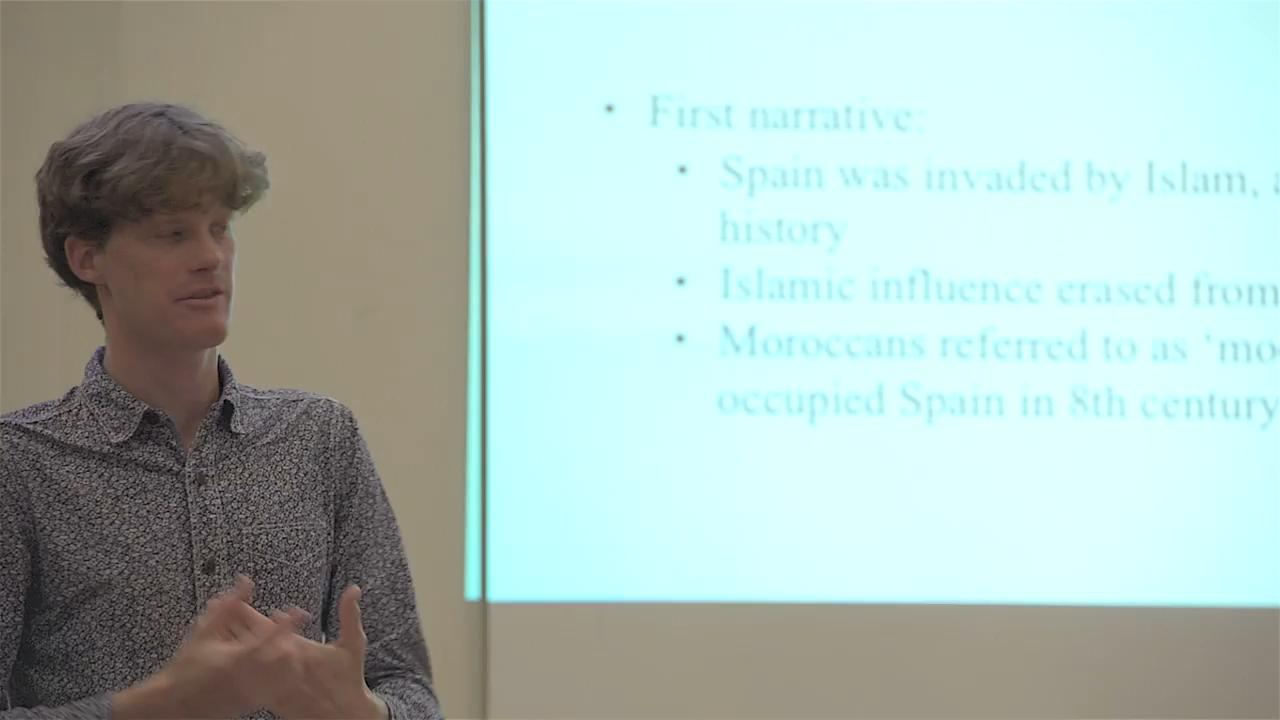 • First narrative:
• Spain was invaded by Islam,
history
• Islamic influence erased from
• Moroccans referred to as 'mo
occupied Spain in 8th century